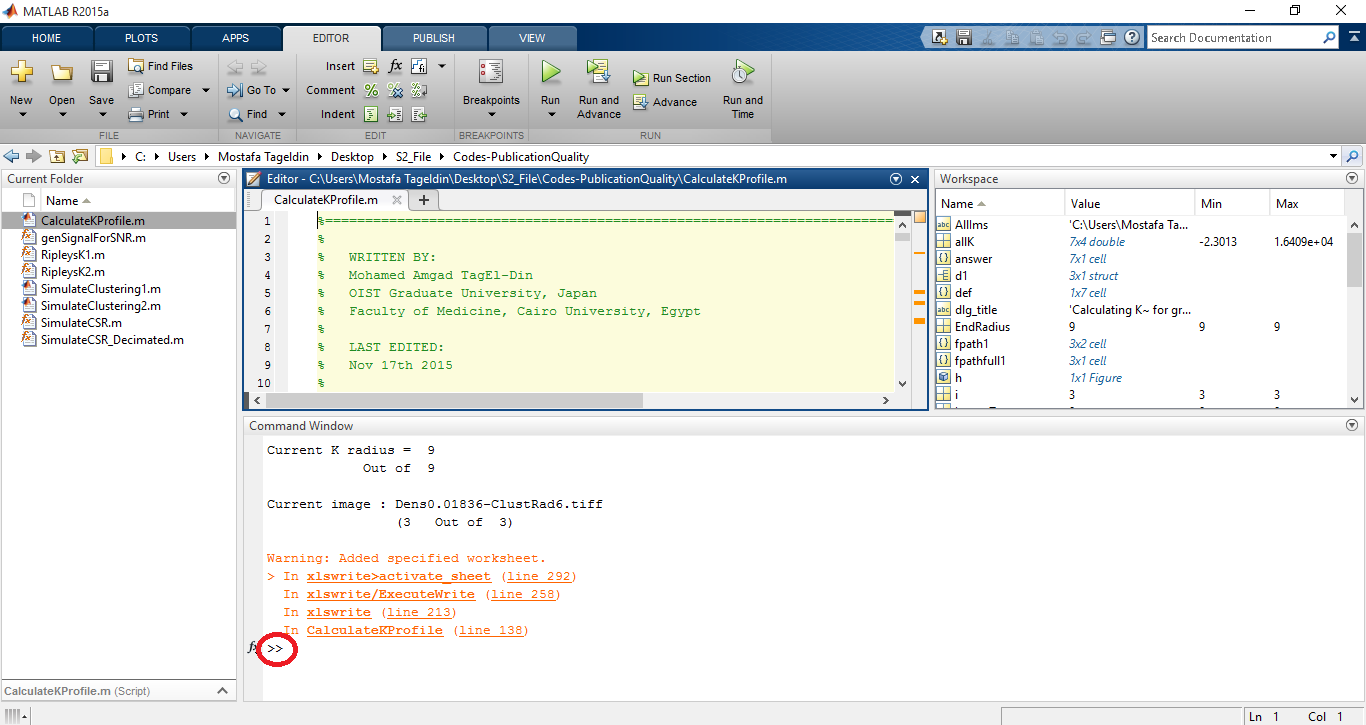 MATLAB R2015a
HOME PLOTS APPS EDITOR PUBLISH VIEW
Search Documentation
New Open Save
Find Files
Compare
Print
Go To
Find
Insert
Comment
Indent
fx
Breakpoints
Run
Run and Advance
Run Section
Advance
Run and Time
FILE NAVIGATE EDIT BREAKPOINTS RUN
C: Users Mostafa Tageldin Desktop S2_File Codes-PublicationQuality
Current Folder
Name
CalculateKProfile.m
genSignalForSNR.m
RipleysK1.m
RipleysK2.m
SimulateClustering1.m
SimulateClustering2.m
SimulateCSR.m
SimulateCSR_Decimated.m
CalculateKProfile.m (Script)
Editor - C:\Users\Mostafa Tageldin\Desktop\S2_File\Codes-PublicationQuality\CalculateKProfile.m
CalculateKProfile.m
1 %========================================================================
2 %
3 % WRITTEN BY:
4 % Mohamed Amgad TagEl-Din
5 % OIST Graduate University, Japan
6 % Faculty of Medicine, Cairo University, Egypt
7 %
8 % LAST EDITED:
9 % Nov 17th 2015
10 %
Workspace
Name Value Min Max
AllIms 'C:\Users\Mostafa Ta...
allK 7x4 double -2.3013 1.6409e+04
answer 7x1 cell
d1 3x1 struct
def 1x7 cell
dlg_title 'Calculating K~ for gr...
EndRadius 9 9 9
fpath1 3x2 cell
fpathfull1 3x1 cell
h 1x1 Figure
i 3 3 3
Command Window
Current K radius = 9
Out of 9
Current image : Dens0.01836-ClustRad6.tiff
(3 Out of 3)
Warning: Added specified worksheet.
> In xlswrite>activate_sheet (line 292)
In xlswrite/ExecuteWrite (line 258)
In xlswrite (line 213)
In CalculateKProfile (line 138)
fx >>
Ln 1 Col 1